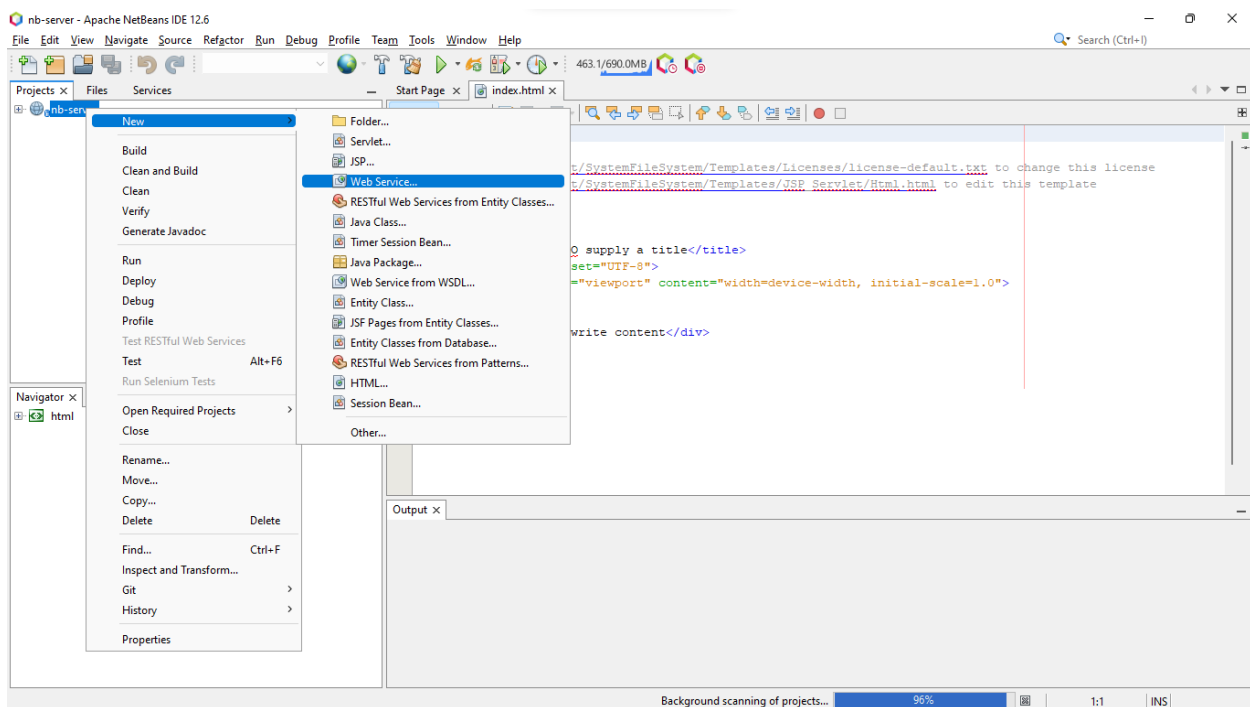 nb-server - Apache NetBeans IDE 12.6
File Edit View Navigate Source Refactor Run Debug Profile Team Tools Window Help
Search (Ctrl+I)
463.1/690.0MB
Projects Files Services
Start Page index.html
nb-serv
New
Build
Clean and Build
Clean
Verify
Generate Javadoc
Run
Deploy
Debug
Profile
Test RESTful Web Services
Test Alt+F6
Run Selenium Tests
Open Required Projects
Close
Rename...
Move...
Copy...
Delete Delete
Find... Ctrl+F
Inspect and Transform...
Git
History
Properties
Folder...
Servlet...
JSP...
Web Service...
RESTful Web Services from Entity Classes...
Java Class...
Timer Session Bean...
Java Package...
Web Service from WSDL...
Entity Class...
JSF Pages from Entity Classes...
Entity Classes from Database...
RESTful Web Services from Patterns...
HTML...
Session Bean...
Other...
t/SystemFileSystem/Templates/Licenses/license-default.txt to change this license
t/SystemFileSystem/Templates/JSP_Servlet/Html.html to edit this template
O supply a title</title>
set="UTF-8">
="viewport" content="width=device-width, initial-scale=1.0">
write content</div>
Navigator
html
Output
Background scanning of projects... 96% 1:1 INS